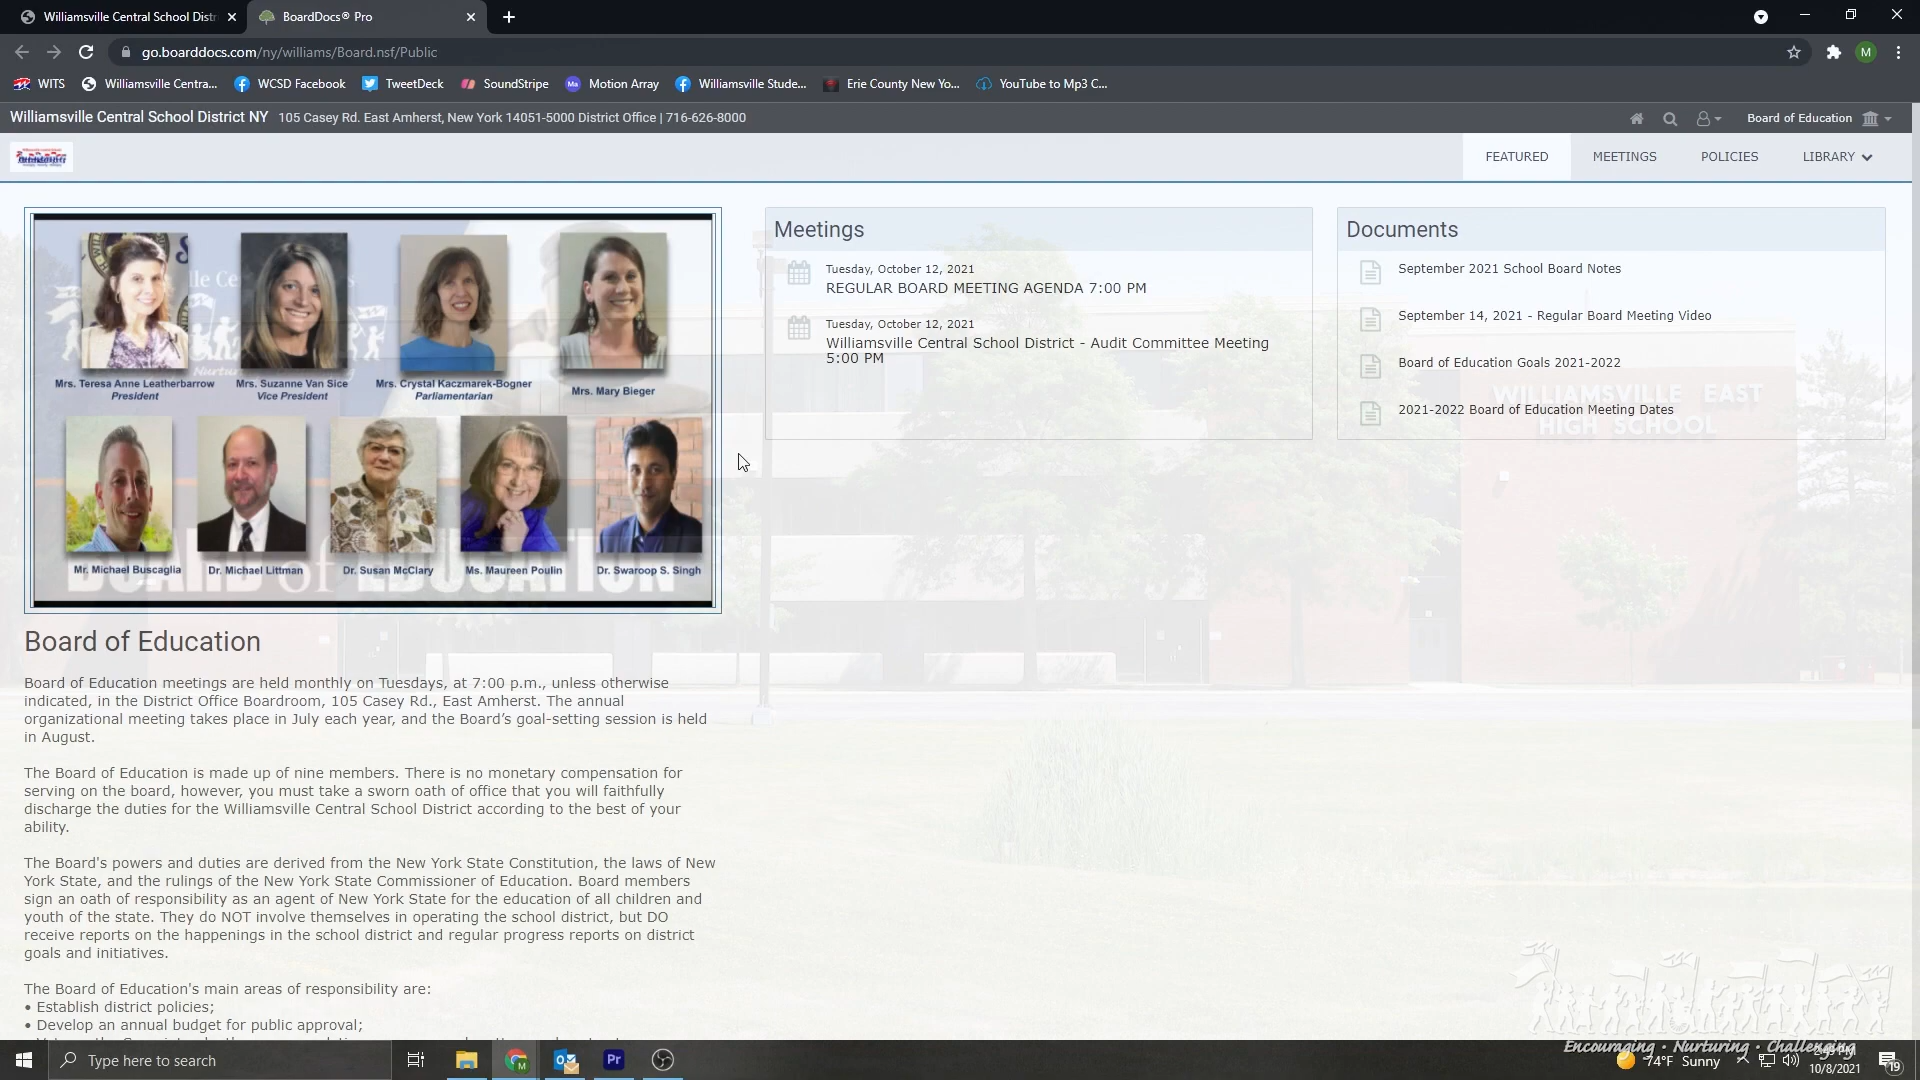 Williamsville Central School Distr
BoardDocs® Pro
go.boarddocs.com/ny/williams/Board.nsf/Public
M
WITS
Williamsville Centra...
WCSD Facebook
TweetDeck
SoundStripe
Ma
Motion Array
Williamsville Stude...
Erie County New Yo...
YouTube to Mp3 C...
Williamsville Central School District NY 105 Casey Rd. East Amherst, New York 14051-5000 District Office | 716-626-8000
Board of Education
FEATURED
MEETINGS
POLICIES
LIBRARY
Mrs. Teresa Anne Leatherbarrow
President
Mrs. Suzanne Van Sice
Vice President
Mrs. Crystal Kaczmarek-Bogner
Parliamentarian
Mrs. Mary Bieger
Mr. Michael Buscaglia
Dr. Michael Littman
Dr. Susan McClary
Ms. Maureen Poulin
Dr. Swaroop S. Singh
BOARD of EDUCATION
Meetings
Tuesday, October 12, 2021
REGULAR BOARD MEETING AGENDA 7:00 PM
Tuesday, October 12, 2021
Williamsville Central School District - Audit Committee Meeting
5:00 PM
Documents
September 2021 School Board Notes
September 14, 2021 - Regular Board Meeting Video
Board of Education Goals 2021-2022
2021-2022 Board of Education Meeting Dates
WILLIAMSVILLE EAST
HIGH SCHOOL
Board of Education
Board of Education meetings are held monthly on Tuesdays, at 7:00 p.m., unless otherwise
indicated, in the District Office Boardroom, 105 Casey Rd., East Amherst. The annual
organizational meeting takes place in July each year, and the Board’s goal-setting session is held
in August.
The Board of Education is made up of nine members. There is no monetary compensation for
serving on the board, however, you must take a sworn oath of office that you will faithfully
discharge the duties for the Williamsville Central School District according to the best of your
ability.
The Board's powers and duties are derived from the New York State Constitution, the laws of New
York State, and the rulings of the New York State Commissioner of Education. Board members
sign an oath of responsibility as an agent of New York State for the education of all children and
youth of the state. They do NOT involve themselves in operating the school district, but DO
receive reports on the happenings in the school district and regular progress reports on district
goals and initiatives.
The Board of Education's main areas of responsibility are:
• Establish district policies;
• Develop an annual budget for public approval;
Encouraging • Nurturing • Challenging
Type here to search
Pr
74°F Sunny
10/8/2021
19